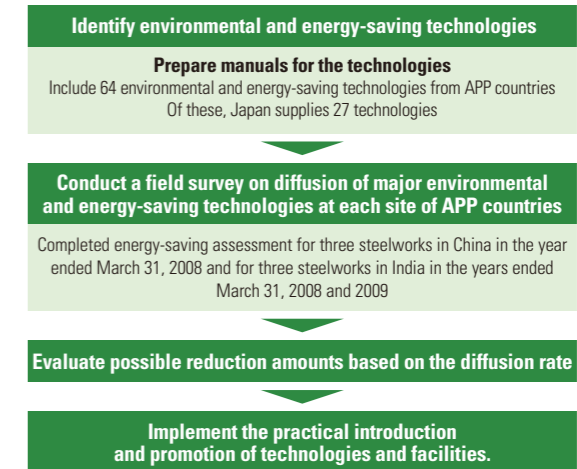 Identify environmental and energy-saving technologies
Prepare manuals for the technologies
Include 64 environmental and energy-saving technologies from APP countries
Of these, Japan supplies 27 technologies
Conduct a field survey on diffusion of major environmental
and energy-saving technologies at each site of APP countries
Completed energy-saving assessment for three steelworks in China in the year
ended March 31, 2008 and for three steelworks in India in the years ended
March 31, 2008 and 2009
Evaluate possible reduction amounts based on the diffusion rate
Implement the practical introduction
and promotion of technologies and facilities.